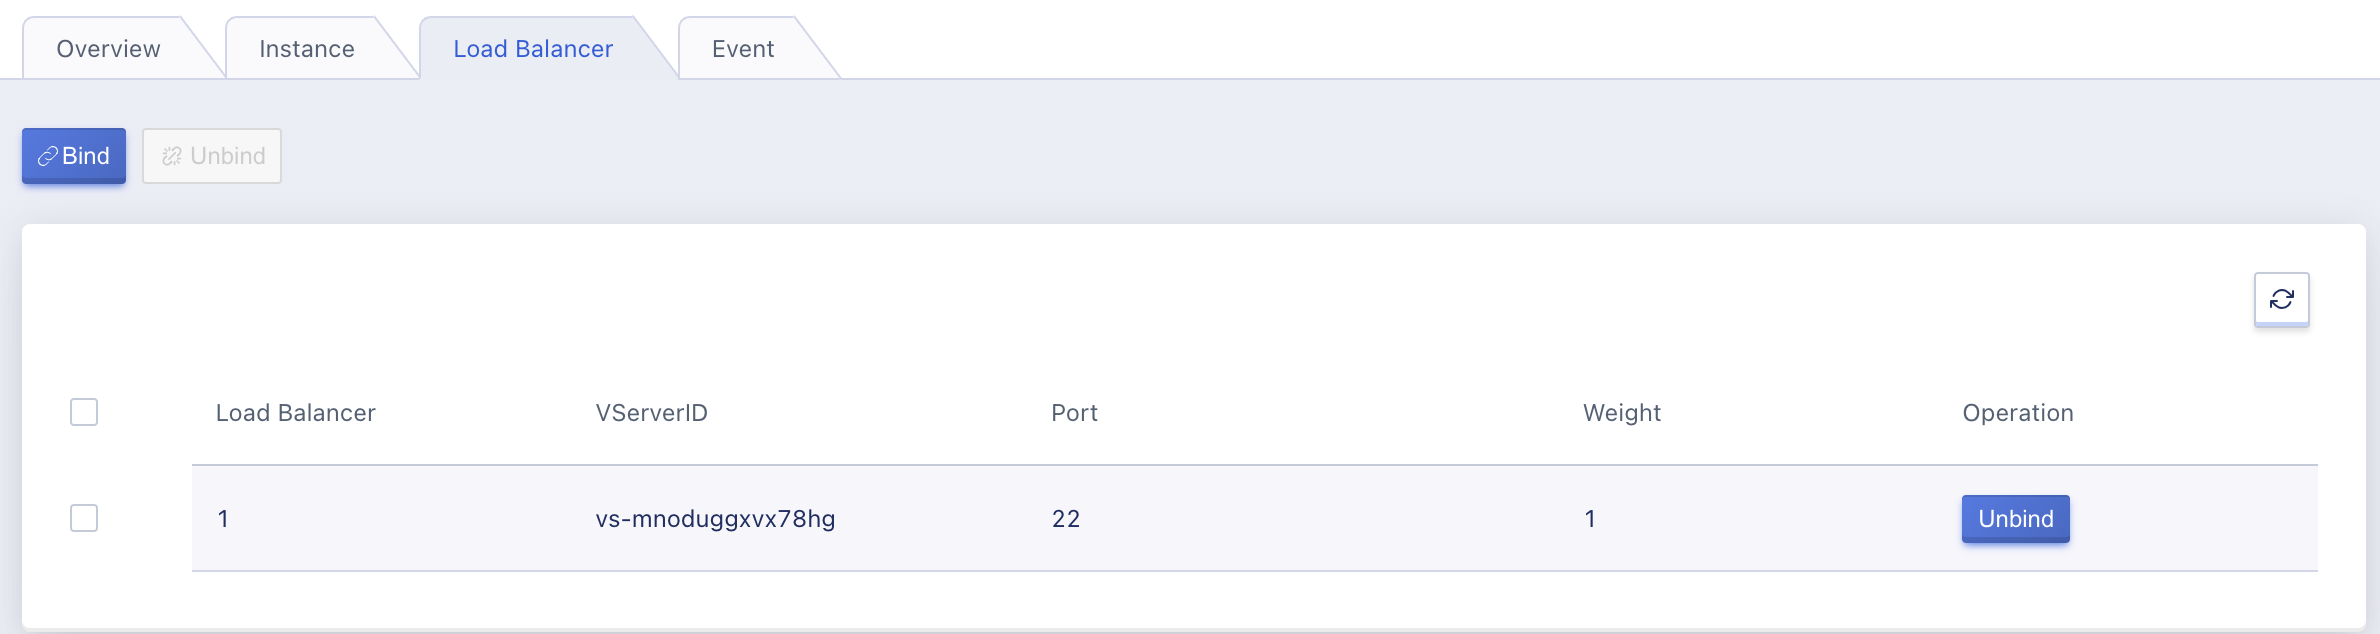 Overview Instance Load Balancer Event
Bind Unbind
Load Balancer VServerID Port Weight Operation
1 vs-mnoduggxvx78hg 22 1 Unbind